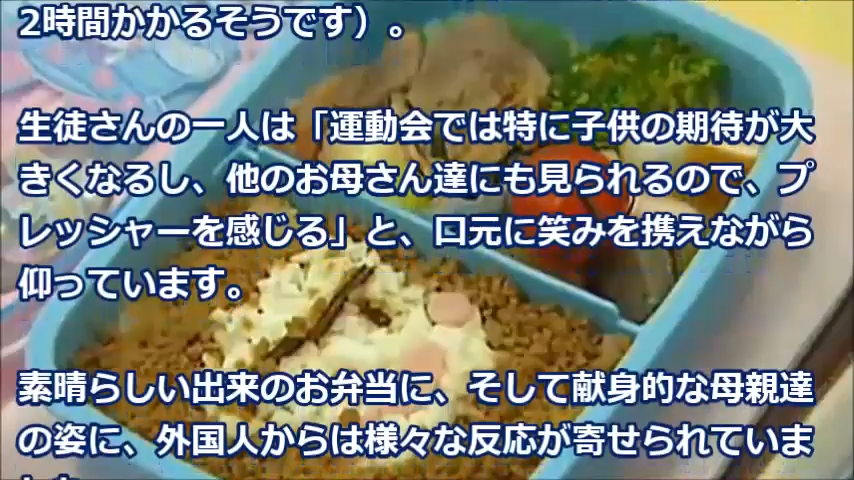 2時間かかるそうです）。
生徒さんの一人は「運動会では特に子供の期待が大
きくなるし、他のお母さん達にも見られるので、プ
レッシャーを感じる」と、口元に笑みを携えながら
仰っています。
素晴らしい出来のお弁当に、そして献身的な母親達
の姿に、外国人からは様々な反応が寄せられていま